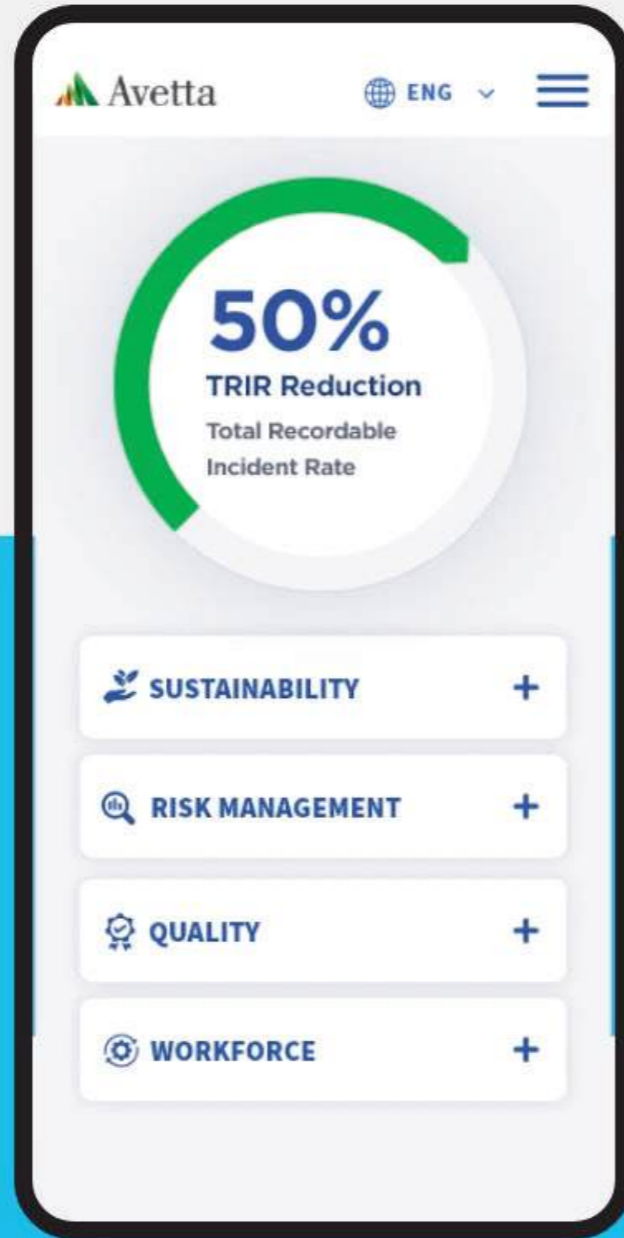 Avetta
ENG
50%
TRIR Reduction
Total Recordable
Incident Rate
SUSTAINABILITY +
RISK MANAGEMENT +
QUALITY +
WORKFORCE +